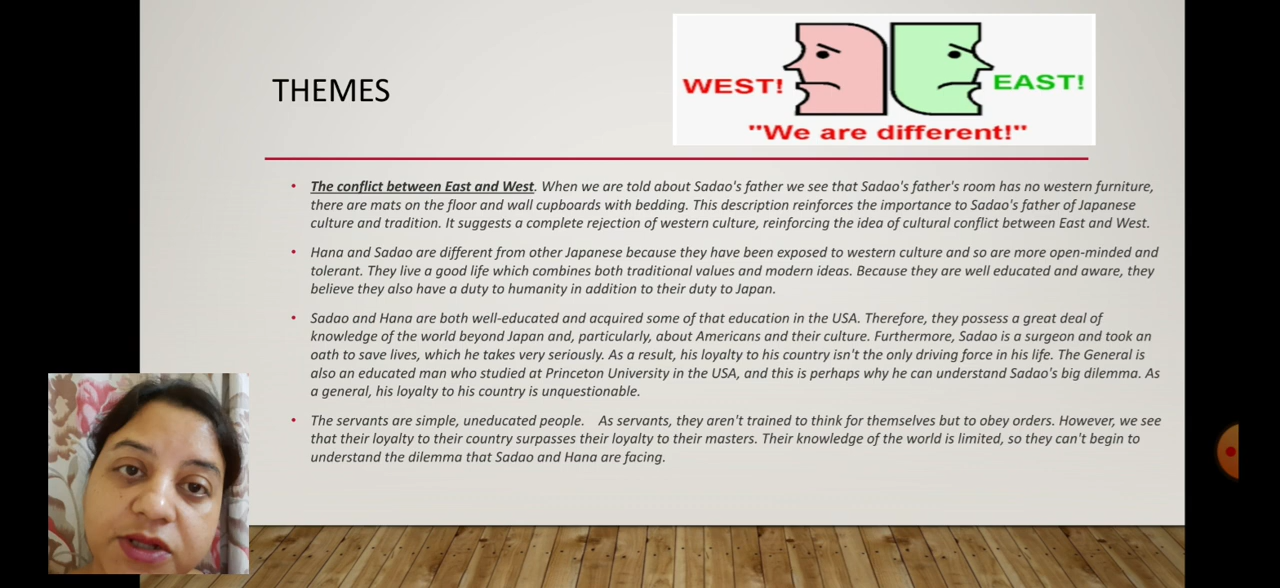 THEMES
WEST!
EAST!
"We are different!"
• The conflict between East and West. When we are told about Sadao's father we see that Sadao's father's room has no western furniture,
there are mats on the floor and wall cupboards with bedding. This description reinforces the importance to Sadao's father of Japanese
culture and tradition. It suggests a complete rejection of western culture, reinforcing the idea of cultural conflict between East and West.
• Hana and Sadao are different from other Japanese because they have been exposed to western culture and so are more open-minded and
tolerant. They live a good life which combines both traditional values and modern ideas. Because they are well educated and aware, they
believe they also have a duty to humanity in addition to their duty to Japan.
• Sadao and Hana are both well-educated and acquired some of that education in the USA. Therefore, they possess a great deal of
knowledge of the world beyond Japan and, particularly, about Americans and their culture. Furthermore, Sadao is a surgeon and took an
oath to save lives, which he takes very seriously. As a result, his loyalty to his country isn't the only driving force in his life. The General is
also an educated man who studied at Princeton University in the USA, and this is perhaps why he can understand Sadao's big dilemma. As
a general, his loyalty to his country is unquestionable.
• The servants are simple, uneducated people. As servants, they aren't trained to think for themselves but to obey orders. However, we see
that their loyalty to their country surpasses their loyalty to their masters. Their knowledge of the world is limited, so they can't begin to
understand the dilemma that Sadao and Hana are facing.